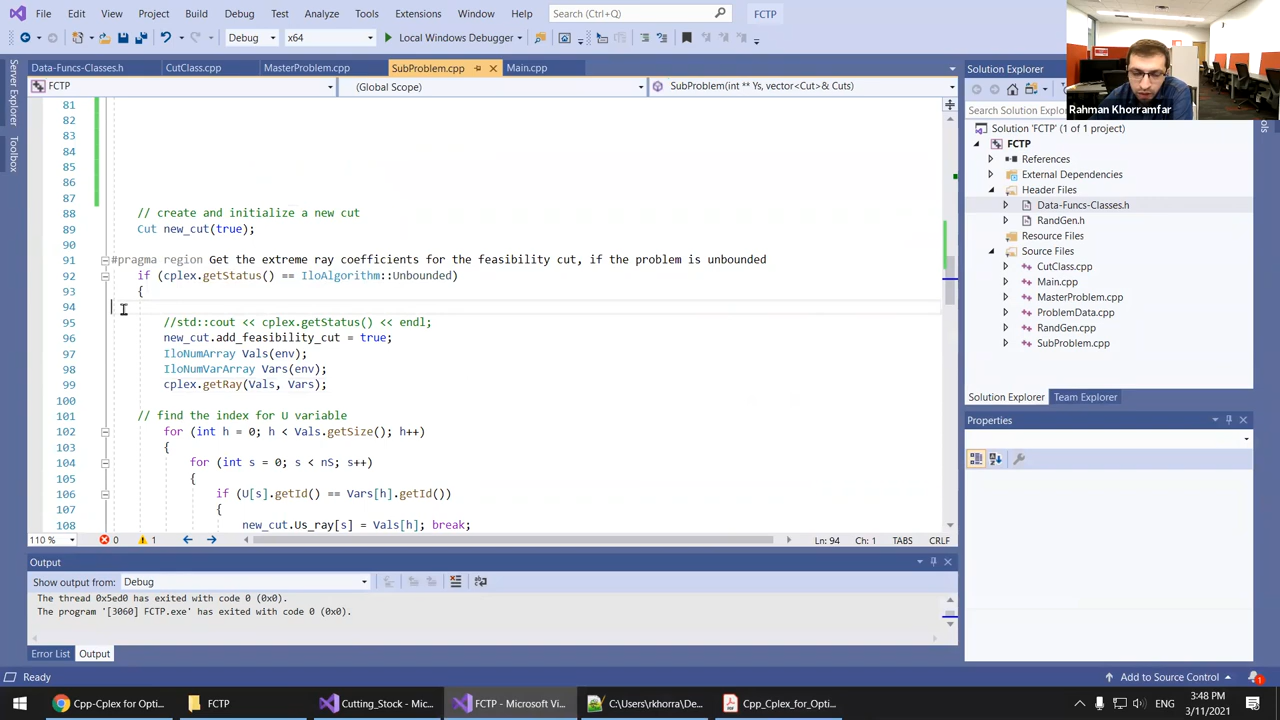 File Edit View Project Build Debug Test Analyze Tools Extensions Window Help Search (Ctrl+Q) FCTP
Debug x64 Local Windows Debugger
Data-Funcs-Classes.h CutClass.cpp MasterProblem.cpp SubProblem.cpp Main.cpp
FCTP (Global Scope) SubProblem(int ** Ys, vector<Cut>& Cuts)
Server Explorer
Toolbox
81
82
83
84
85
86
87
88 // create and initialize a new cut
89 Cut new_cut(true);
90
91 #pragma region Get the extreme ray coefficients for the feasibility cut, if the problem is unbounded
92 if (cplex.getStatus() == IloAlgorithm::Unbounded)
93 {
94
95 //std::cout << cplex.getStatus() << endl;
96 new_cut.add_feasibility_cut = true;
97 IloNumArray Vals(env);
98 IloNumVarArray Vars(env);
99 cplex.getRay(Vals, Vars);
100
101 // find the index for U variable
102 for (int h = 0; h < Vals.getSize(); h++)
103 {
104 for (int s = 0; s < nS; s++)
105 {
106 if (U[s].getId() == Vars[h].getId())
107 {
108 new_cut.Us_ray[s] = Vals[h]; break;
110 % 0 1 Ln: 94 Ch: 1 TABS CRLF
Output
Show output from: Debug
The thread 0x5ed0 has exited with code 0 (0x0).
The program '[3060] FCTP.exe' has exited with code 0 (0x0).
Error List Output
Solution Explorer
Rahman Khorramfar
Search Solution Explorer
Solution 'FCTP' (1 of 1 project)
FCTP
References
External Dependencies
Header Files
Data-Funcs-Classes.h
RandGen.h
Resource Files
Source Files
CutClass.cpp
Main.cpp
MasterProblem.cpp
ProblemData.cpp
RandGen.cpp
SubProblem.cpp
Solution Explorer Team Explorer
Properties
Ready Add to Source Control 1
Cpp-Cplex for Opti... FCTP Cutting_Stock - Mic... FCTP - Microsoft Vi... C:\Users\rkhorra\De... Cpp_Cplex_for_Opti... ENG 3:48 PM
3/11/2021